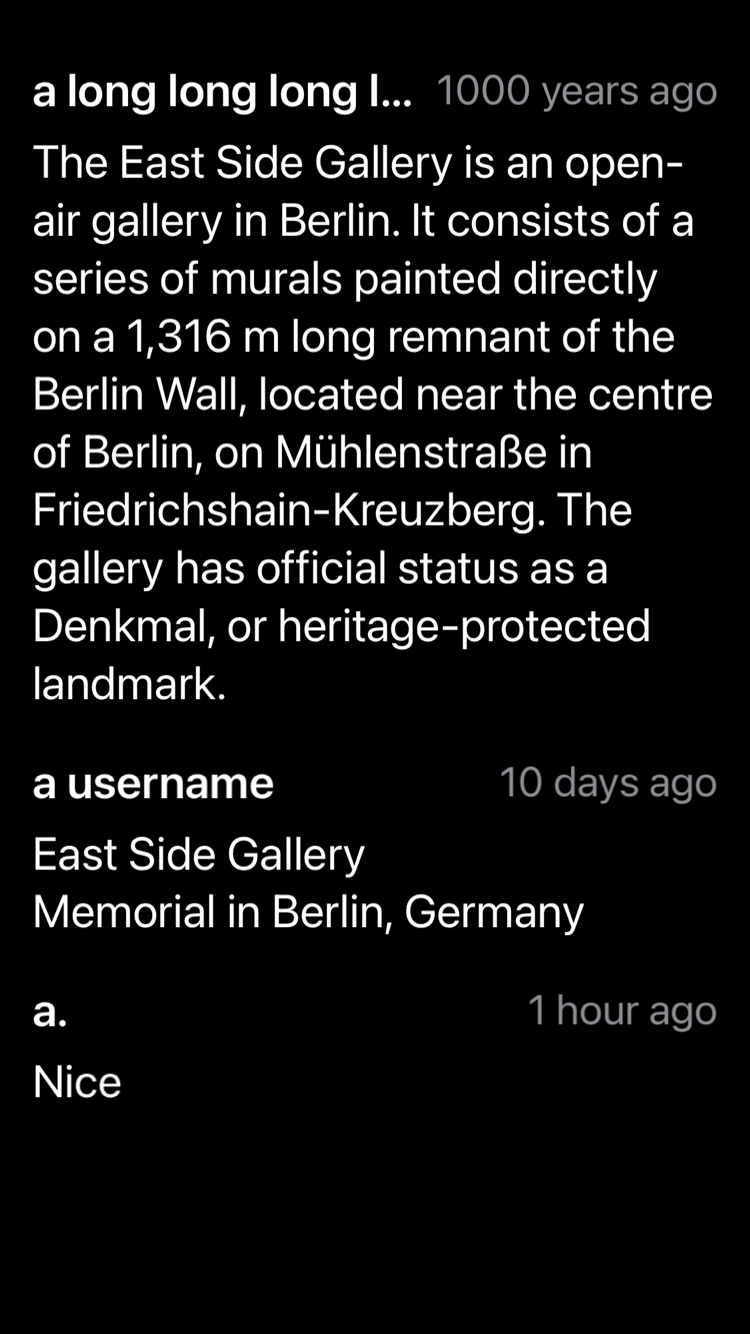 a long long long l... 1000 years ago
The East Side Gallery is an open-
air gallery in Berlin. It consists of a
series of murals painted directly
on a 1,316 m long remnant of the
Berlin Wall, located near the centre
of Berlin, on Mühlenstraße in
Friedrichshain-Kreuzberg. The
gallery has official status as a
Denkmal, or heritage-protected
landmark.
a username 10 days ago
East Side Gallery
Memorial in Berlin, Germany
a. 1 hour ago
Nice